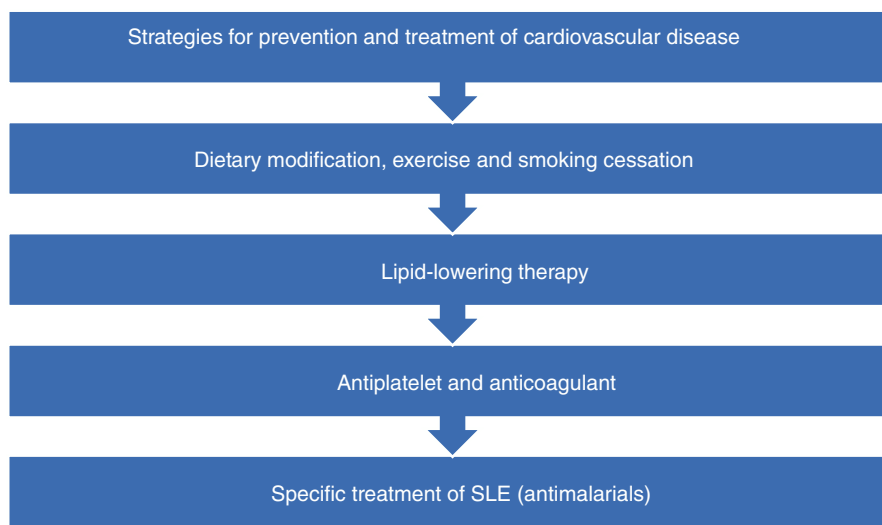 Strategies for prevention and treatment of cardiovascular disease
Dietary modification, exercise and smoking cessation
Lipid-lowering therapy
Antiplatelet and anticoagulant
Specific treatment of SLE (antimalarials)